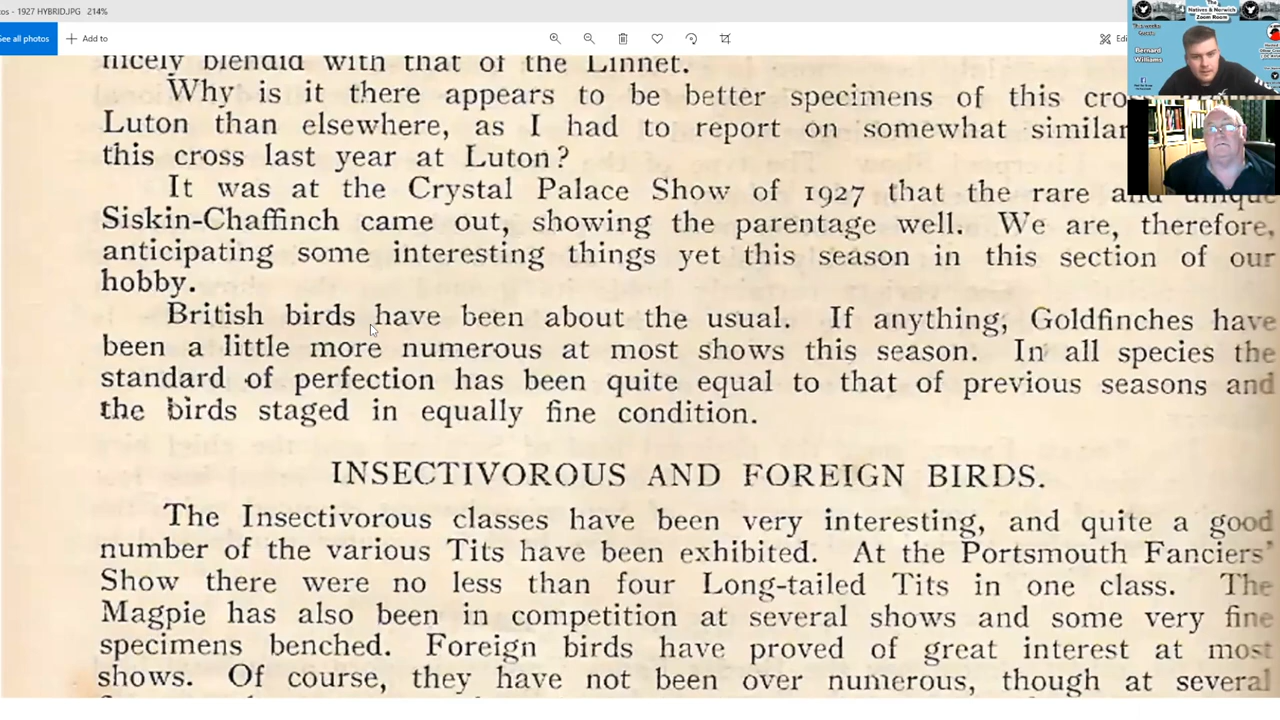 os - 1927 HYBRID.JPG 214%
See all photos
Add to
Edi
The
Natives & Norwich
Zoom Room
Bernard
Williams
nicely blendid with that of the Linnet.
Why is it there appears to be better specimens of this cro
Luton than elsewhere, as I had to report on somewhat similar
this cross last year at Luton?
It was at the Crystal Palace Show of 1927 that the rare and unique
Siskin-Chaffinch came out, showing the parentage well. We are, therefore,
anticipating some interesting things yet this season in this section of our
hobby.
British birds have been about the usual. If anything, Goldfinches have
been a little more numerous at most shows this season. In all species the
standard of perfection has been quite equal to that of previous seasons and
the birds staged in equally fine condition.
INSECTIVOROUS AND FOREIGN BIRDS.
The Insectivorous classes have been very interesting, and quite a good
number of the various Tits have been exhibited. At the Portsmouth Fanciers'
Show there were no less than four Long-tailed Tits in one class. The
Magpie has also been in competition at several shows and some very fine
specimens benched. Foreign birds have proved of great interest at most
shows. Of course, they have not been over numerous, though at several